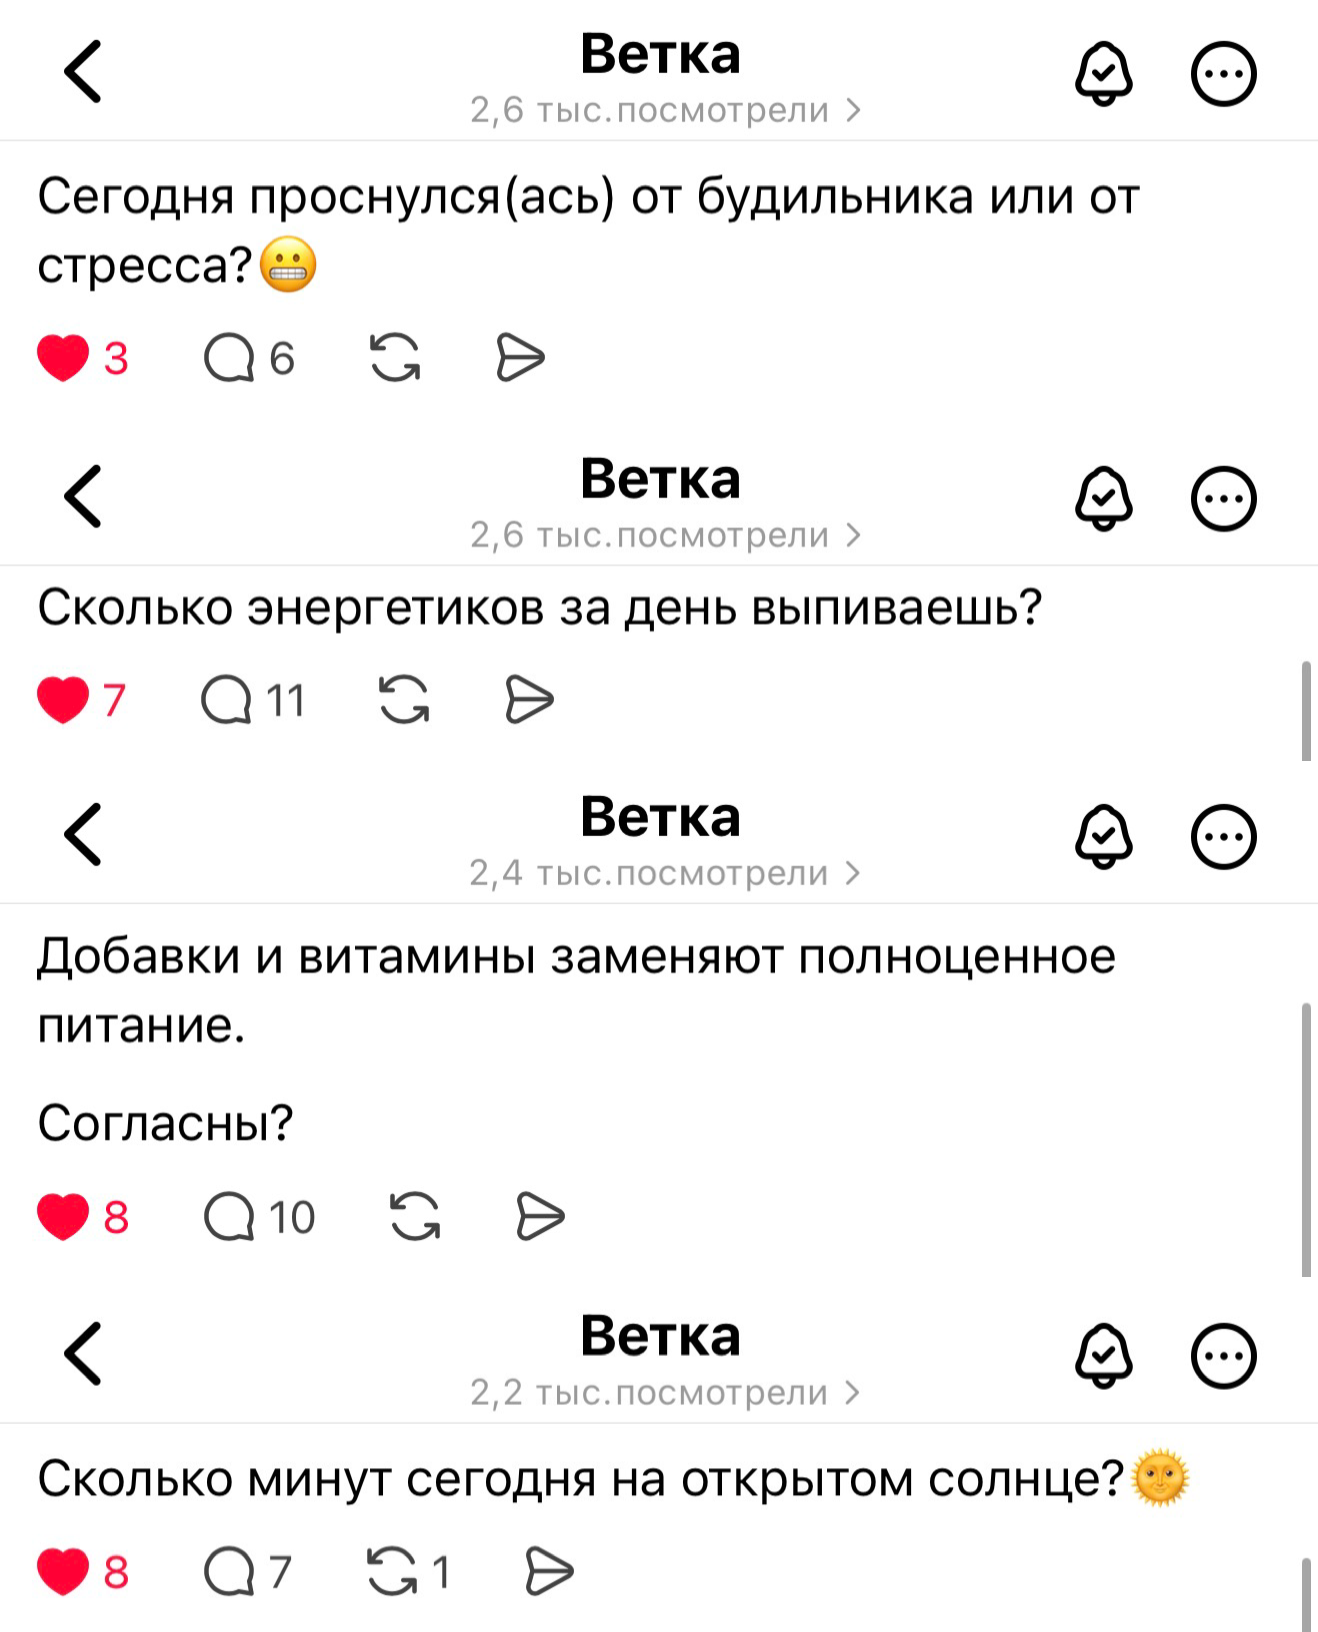 Ветка
2,6 тыс.посмотрели >
Сегодня проснулся(ась) от будильника или от
стресса?😬
3 6
Ветка
2,6 тыс.посмотрели >
Сколько энергетиков за день выпиваешь?
7 11
Ветка
2,4 тыс.посмотрели >
Добавки и витамины заменяют полноценное
питание.
Согласны?
8 10
Ветка
2,2 тыс.посмотрели >
Сколько минут сегодня на открытом солнце?🌞
8 7 1